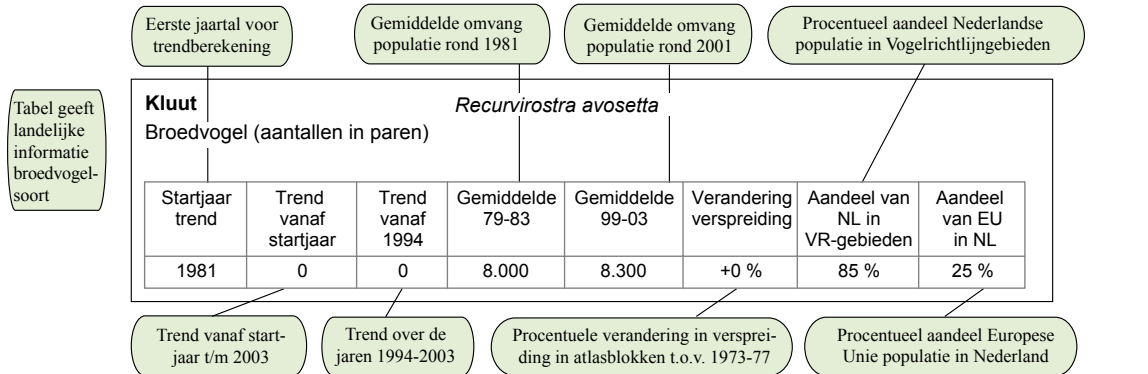 Eerste jaartal voor
trendberekening
Gemiddelde omvang
populatie rond 1981
Gemiddelde omvang
populatie rond 2001
Procentueel aandeel Nederlandse
populatie in Vogelrichtlijngebieden
Tabel geeft
landelijke
informatie
broedvogel-
soort
Kluut
Recurvirostra avosetta
Broedvogel (aantallen in paren)
Startjaar
trend
Trend
vanaf
startjaar
Trend
vanaf
1994
Gemiddelde
79-83
Gemiddelde
99-03
Verandering
verspreiding
Aandeel van
NL in
VR-gebieden
Aandeel
van EU
in NL
1981 0 0 8.000 8.300 +0 % 85 % 25 %
Trend vanaf start-
jaar t/m 2003
Trend over de
jaren 1994-2003
Procentuele verandering in versprei-
ding in atlasblokken t.o.v. 1973-77
Procentueel aandeel Europese
Unie populatie in Nederland